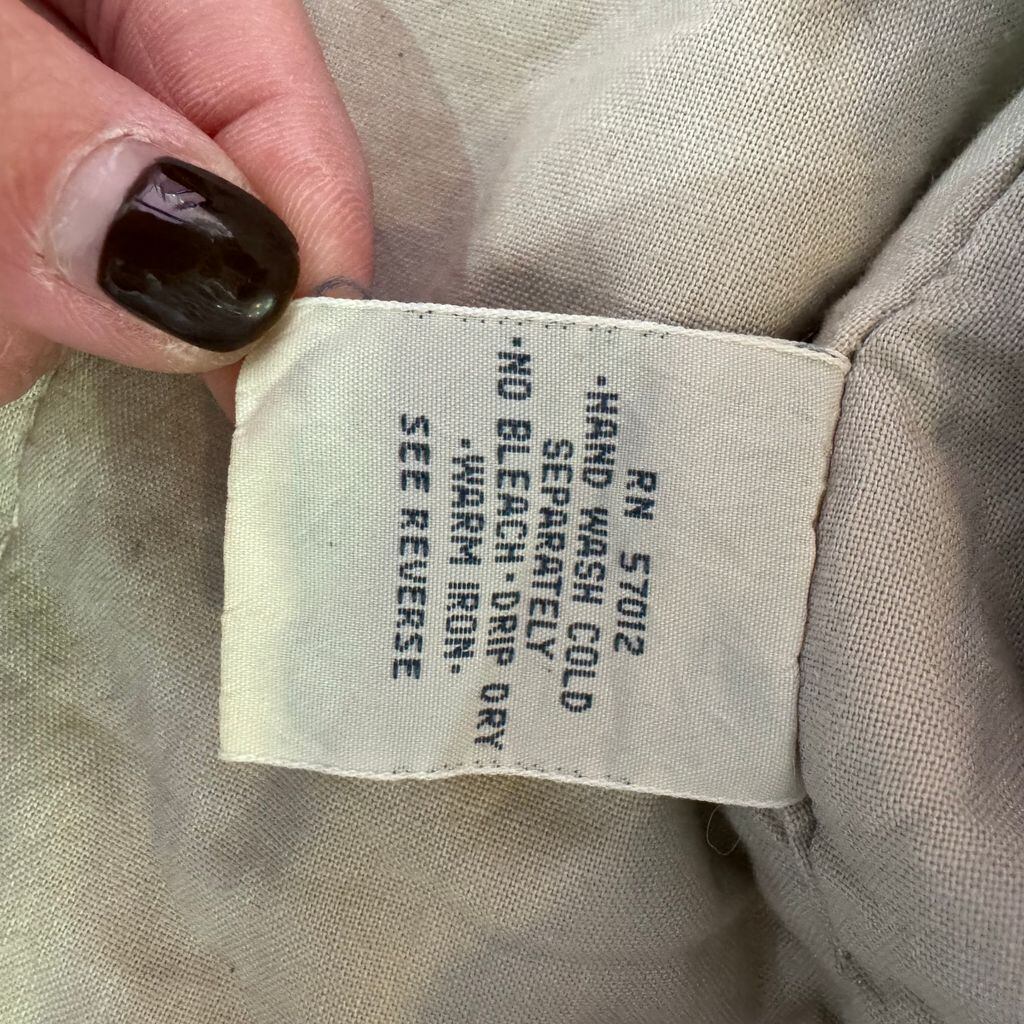 RN 57012
•HAND WASH COLD
SEPARATELY
•NO BLEACH•DRIP DRY
•WARM IRON.
SEE REVERSE